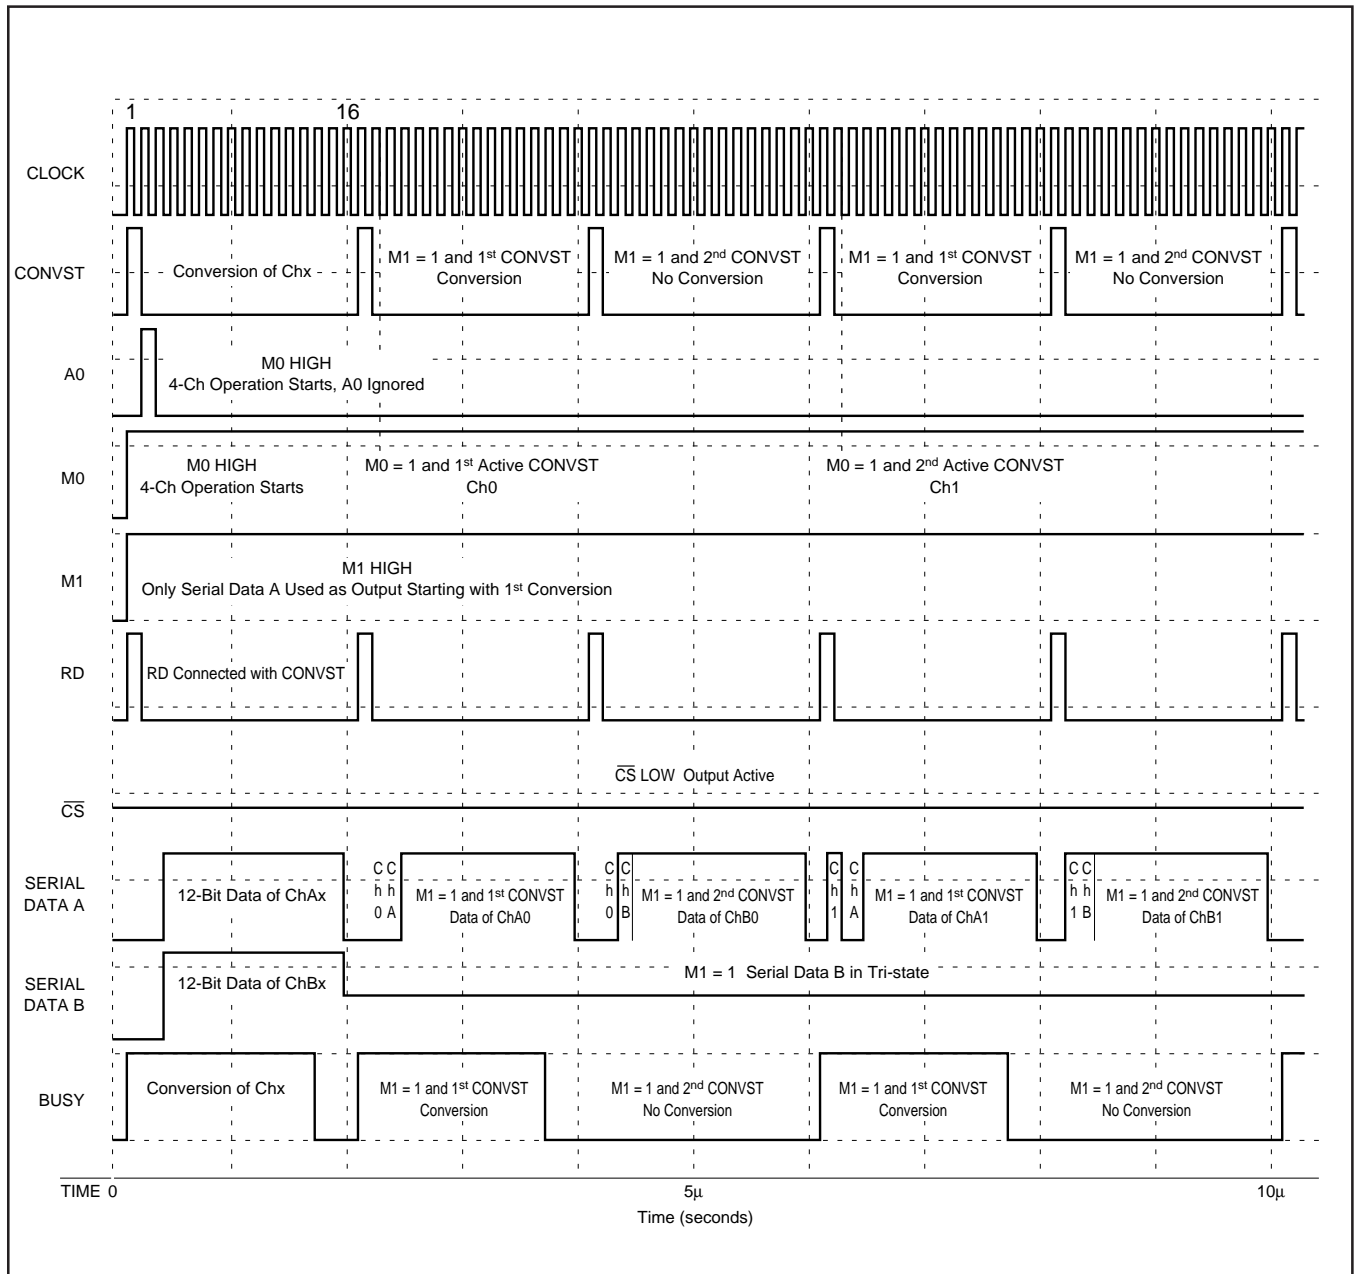 1 16
CLOCK
CONVST
Conversion of Chx
M1 = 1 and 1st CONVST
Conversion
M1 = 1 and 2nd CONVST
No Conversion
M1 = 1 and 1st CONVST
Conversion
M1 = 1 and 2nd CONVST
No Conversion
A0
M0 HIGH
4-Ch Operation Starts, A0 Ignored
M0
M0 HIGH
4-Ch Operation Starts
M0 = 1 and 1st Active CONVST
Ch0
M0 = 1 and 2nd Active CONVST
Ch1
M1
M1 HIGH
Only Serial Data A Used as Output Starting with 1st Conversion
RD
RD Connected with CONVST
CS LOW Output Active
CS
SERIAL
DATA A
12-Bit Data of ChAx
Ch0
ChA
M1 = 1 and 1st CONVST
Data of ChA0
Ch0
ChB
M1 = 1 and 2nd CONVST
Data of ChB0
Ch1
ChA
M1 = 1 and 1st CONVST
Data of ChA1
Ch1
ChB
M1 = 1 and 2nd CONVST
Data of ChB1
SERIAL
DATA B
12-Bit Data of ChBx
M1 = 1 Serial Data B in Tri-state
BUSY
Conversion of Chx
M1 = 1 and 1st CONVST
Conversion
M1 = 1 and 2nd CONVST
No Conversion
M1 = 1 and 1st CONVST
Conversion
M1 = 1 and 2nd CONVST
No Conversion
TIME 0 5μ 10μ
Time (seconds)